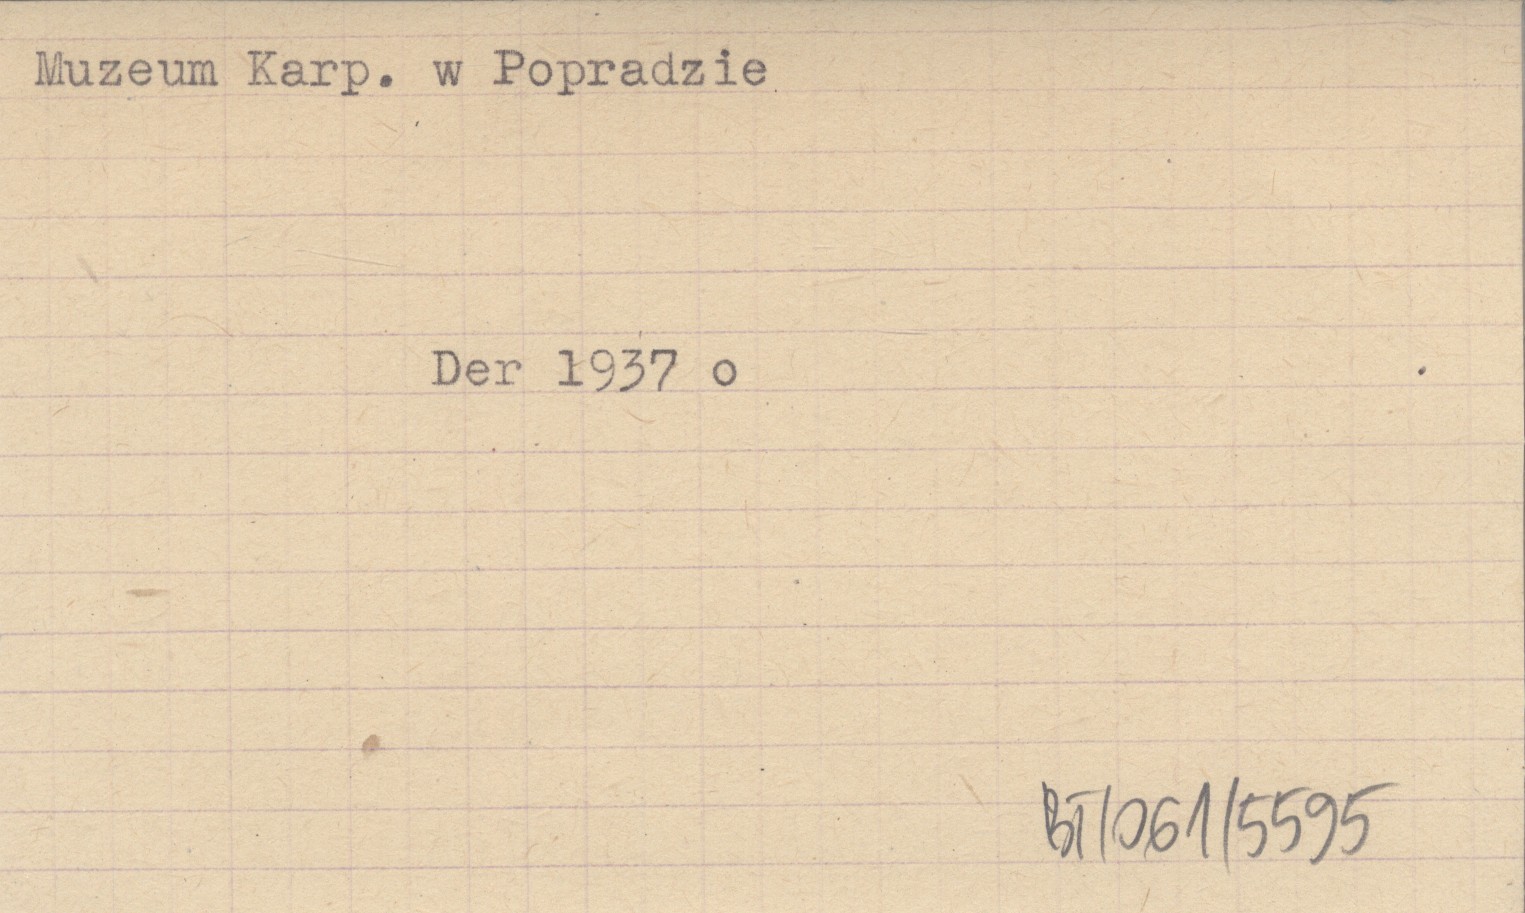 Muzeum Karp. w Popradzie
Der 1937 o
BT/061/5595